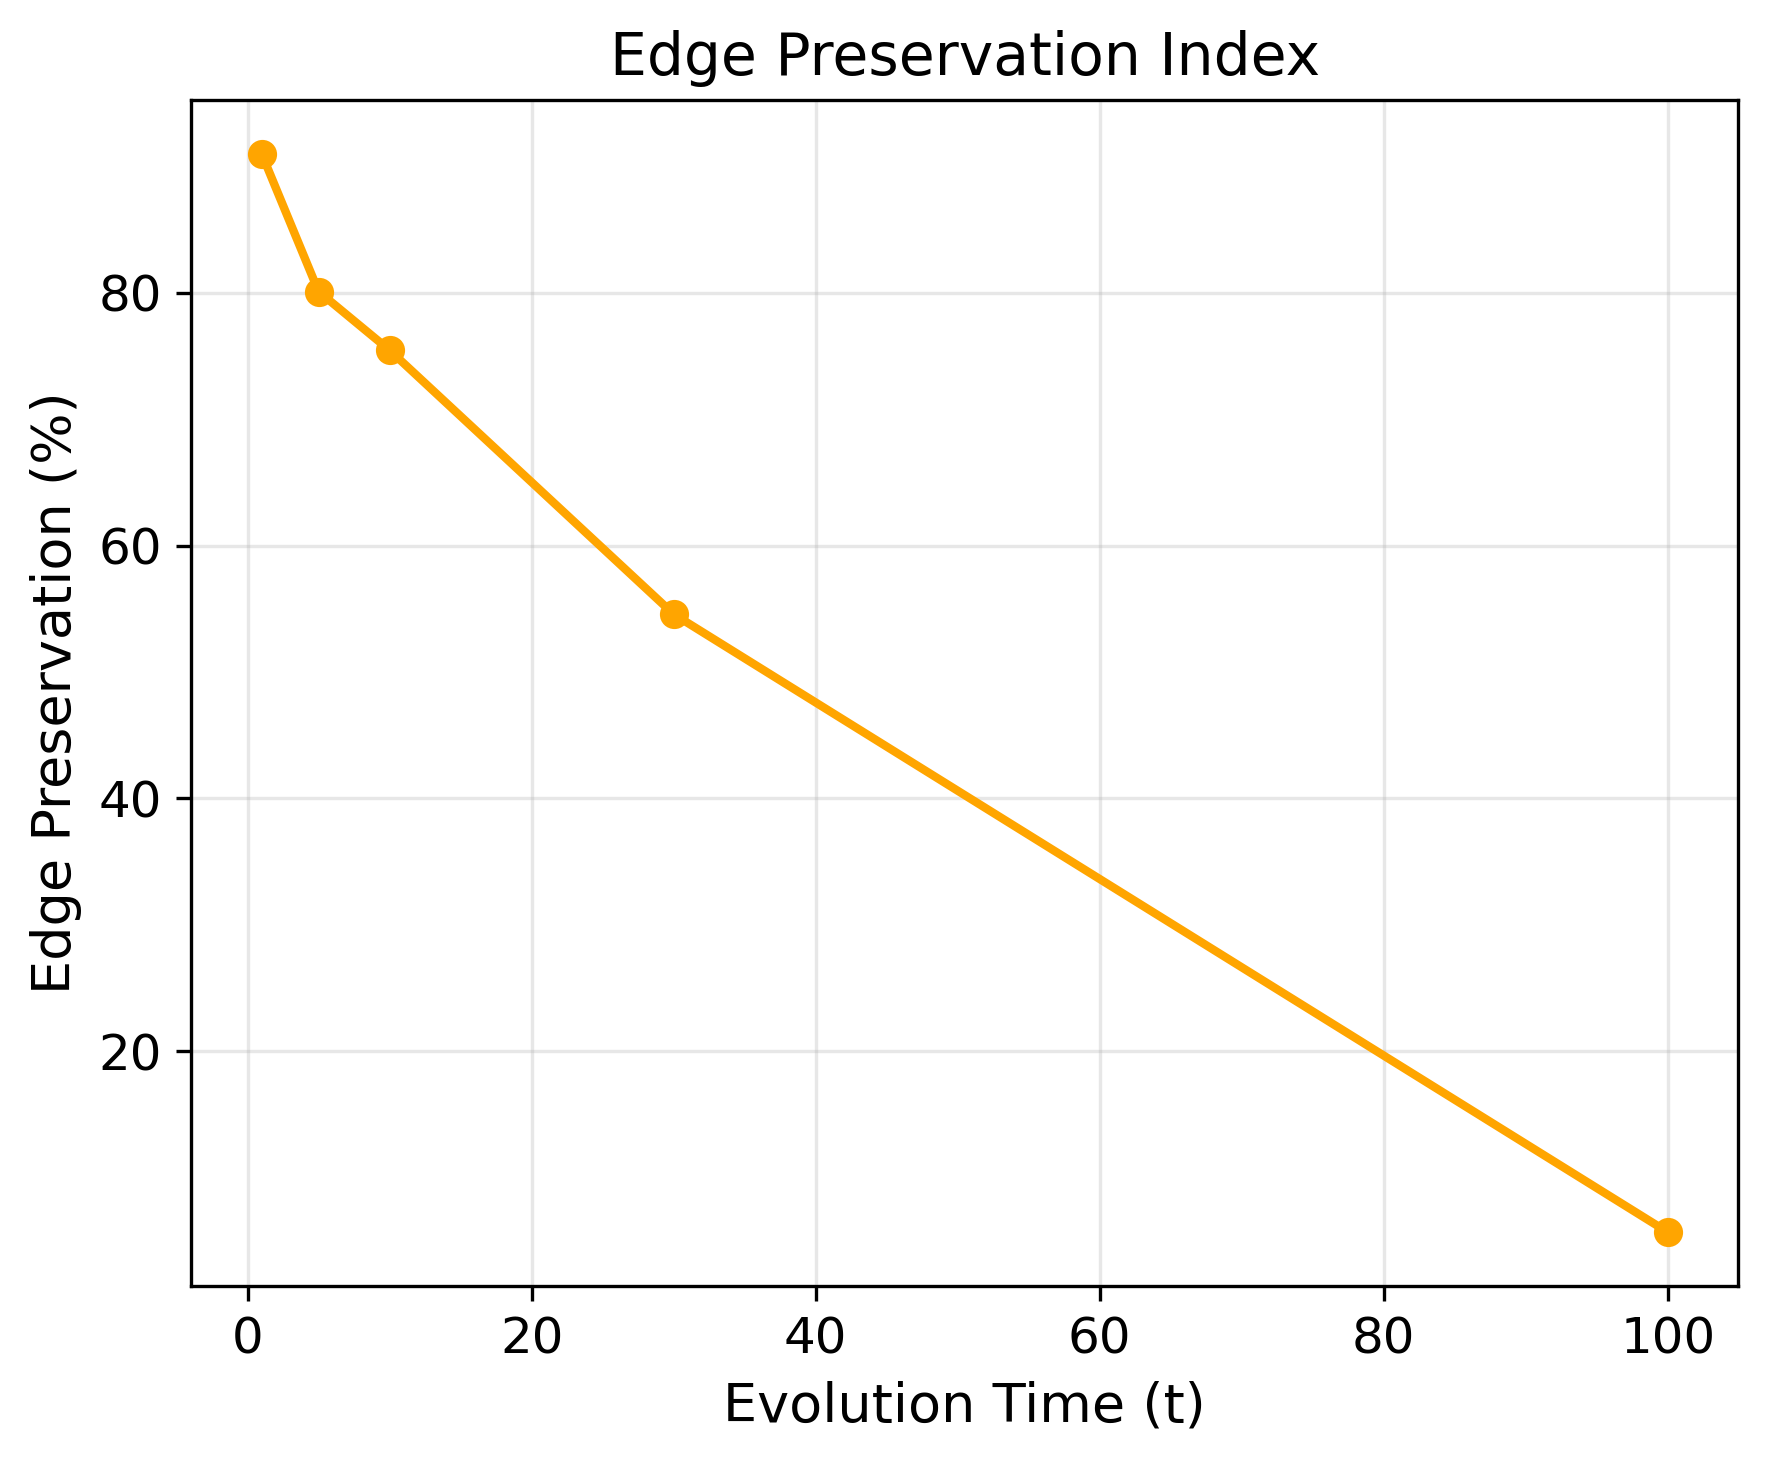 Edge Preservation Index
Edge Preservation (%)
80
60
40
20
0 20 40 60 80 100
Evolution Time (t)